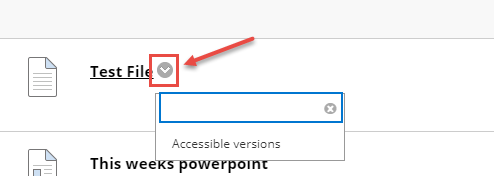 Test File
Accessible versions
This weeks powerpoint